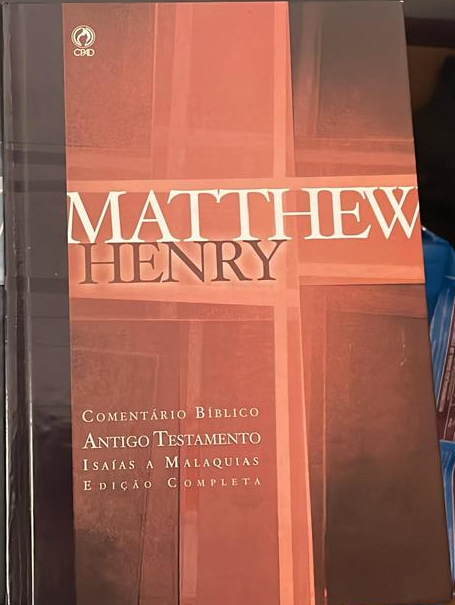 CPAD
MATTHEW
HENRY
COMENTÁRIO BÍBLICO
ANTIGO TESTAMENTO
ISAÍAS A MALAQUIAS
EDIÇÃO COMPLETA